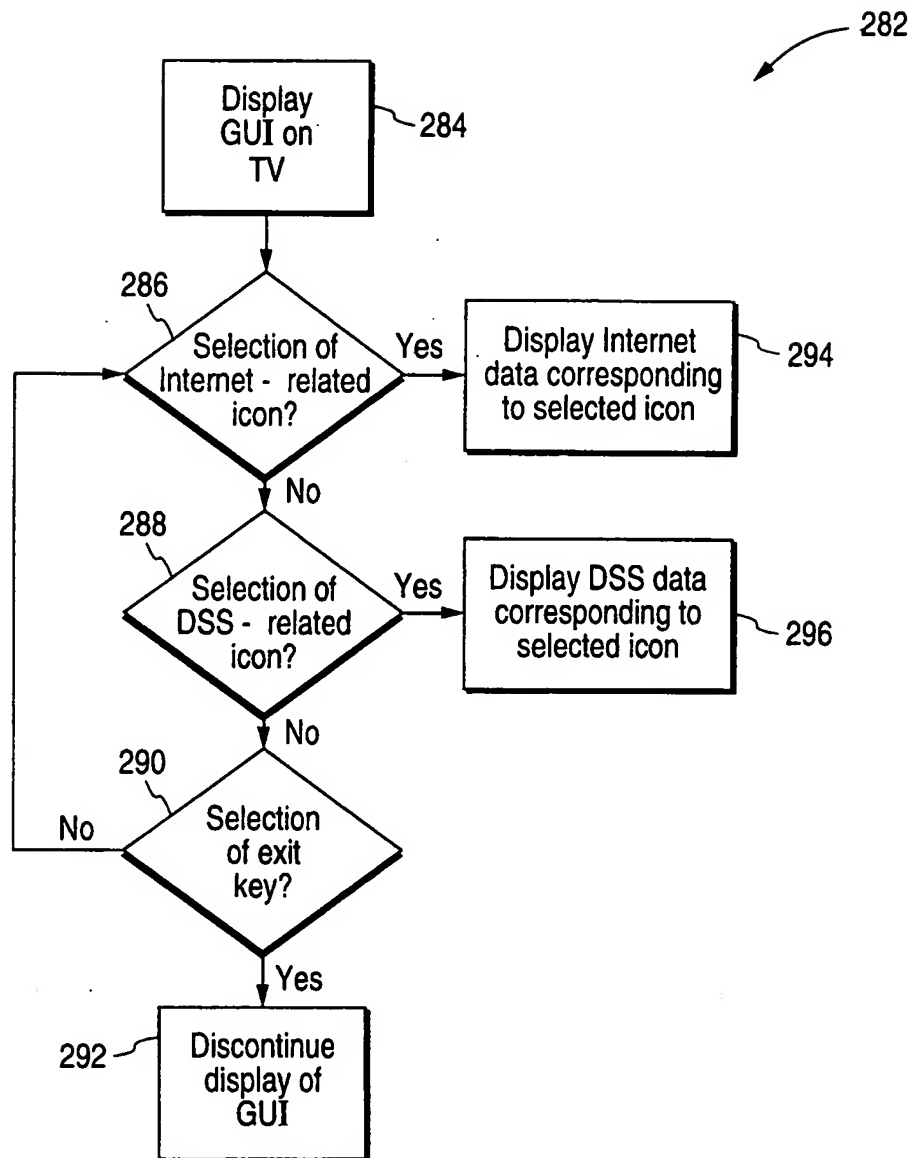 282
Display
GUI on
TV
284
286
Selection of
Internet - related
icon?
Yes
Display Internet
data corresponding
to selected icon
294
No
288
Selection of
DSS - related
icon?
Yes
Display DSS data
corresponding to
selected icon
296
No
290
Selection
of exit
key?
No
Yes
292
Discontinue
display of
GUI